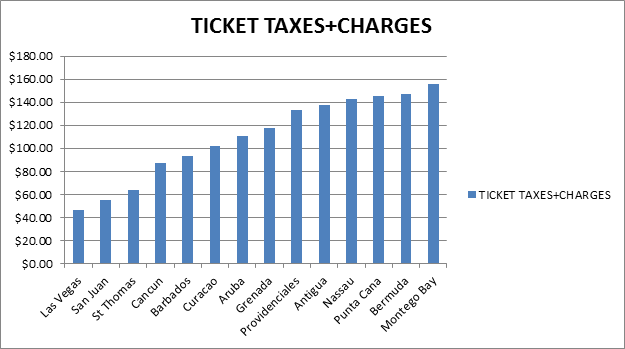 TICKET TAXES+CHARGES
$180.00
$160.00
$140.00
$120.00
$100.00
$80.00
$60.00
$40.00
$20.00
$0.00
Las Vegas
San Juan
St Thomas
Cancun
Barbados
Curacao
Aruba
Grenada
Providenciales
Antigua
Nassau
Punta Cana
Bermuda
Montego Bay
TICKET TAXES+CHARGES